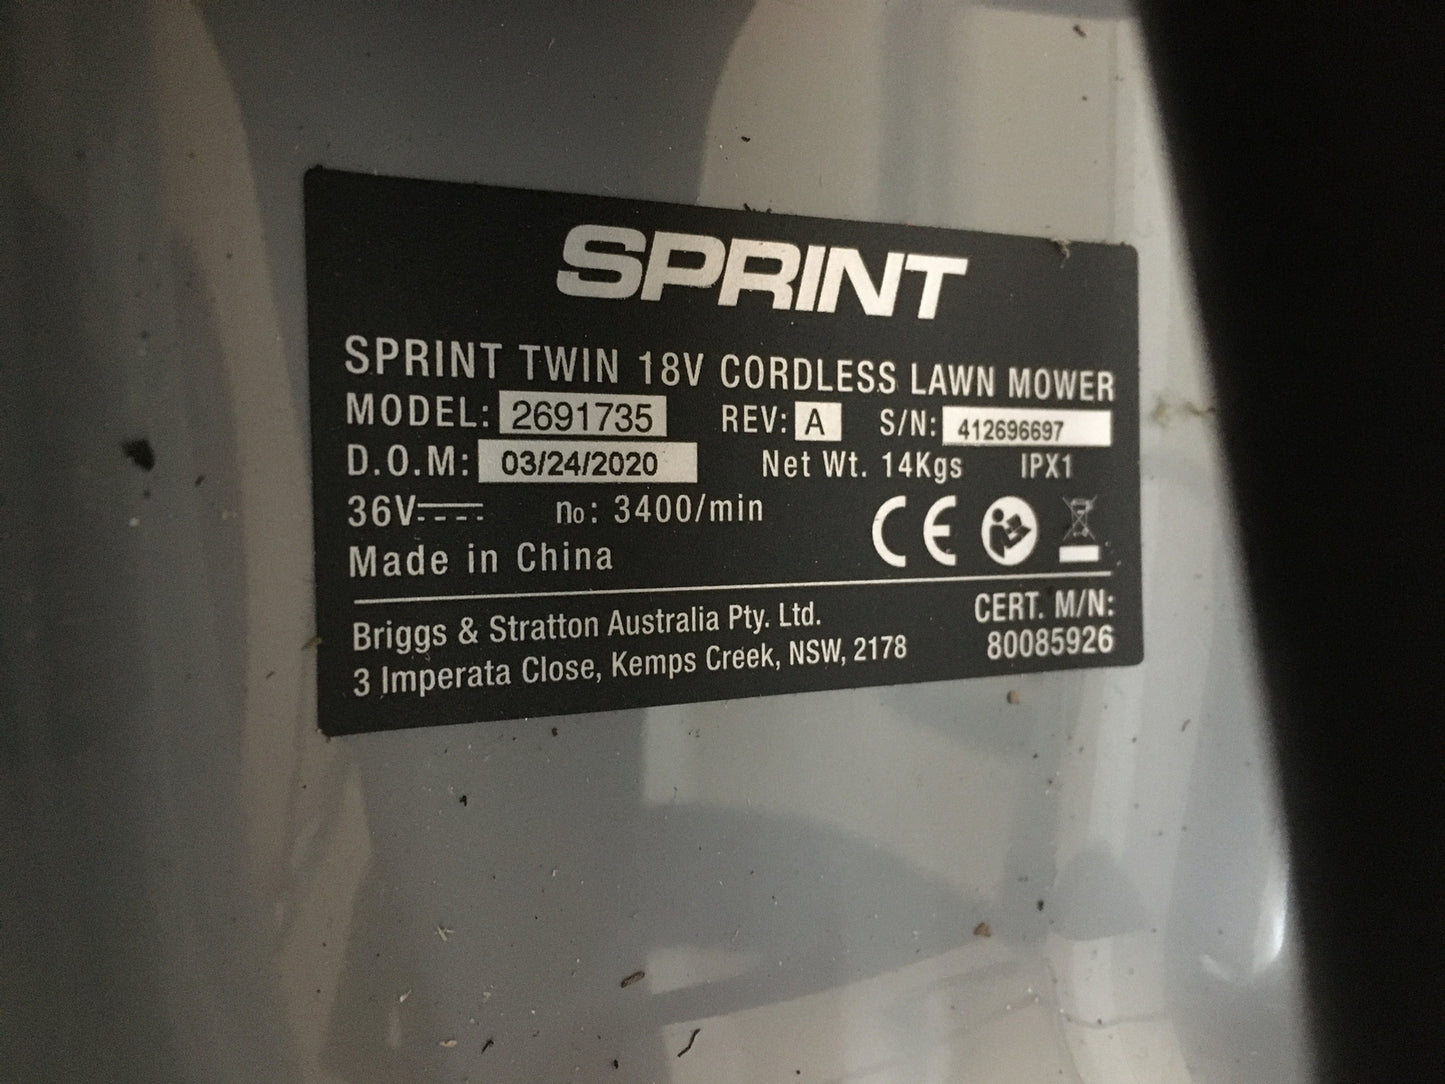 SPRINT
SPRINT TWIN 18V CORDLESS LAWN MOWER
MODEL: 2691735 REV: A S/N: 412696697
D.O.M: 03/24/2020 Net Wt. 14Kgs IPX1
36V n₀: 3400/min CE
Made in China
Briggs & Stratton Australia Pty. Ltd.
3 Imperata Close, Kemps Creek, NSW, 2178
CERT. M/N:
80085926